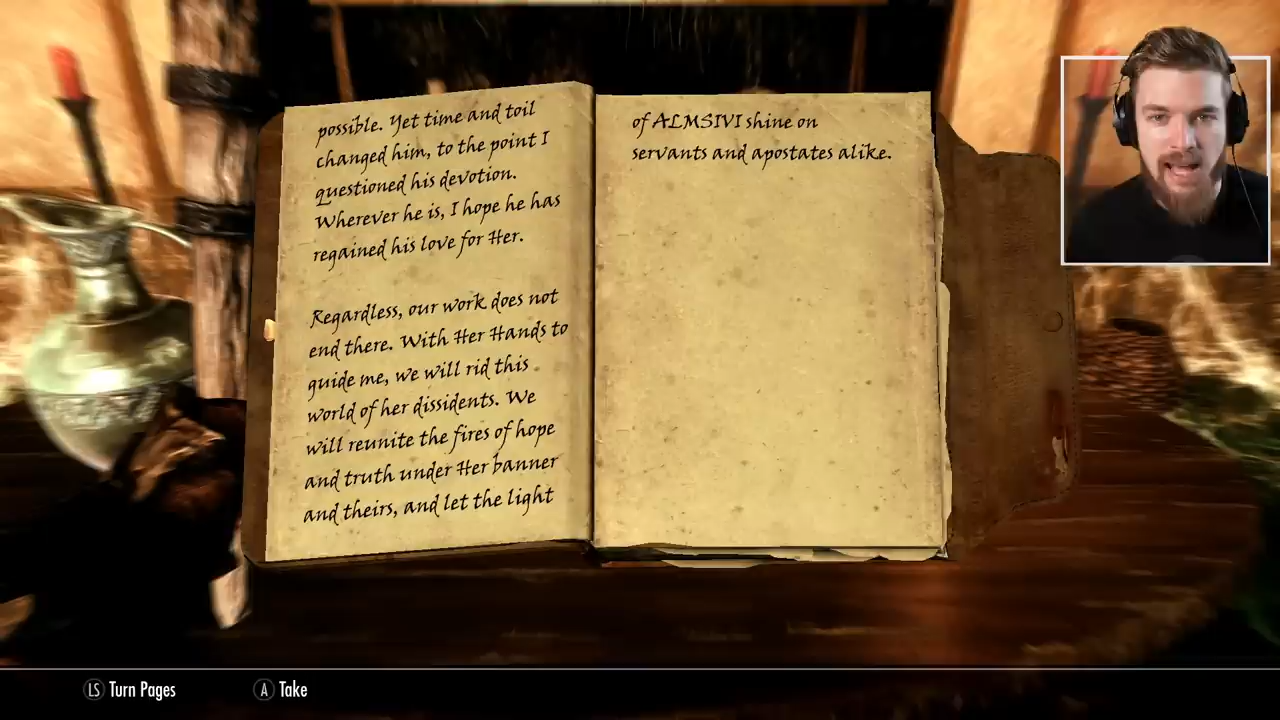 possible. Yet time and toil
changed him, to the point I
questioned his devotion.
Wherever he is, I hope he has
regained his love for Her.
Regardless, our work does not
end there. With Her Hands to
guide me, we will rid this
world of her dissidents. We
will reunite the fires of hope
and truth under Her banner
and theirs, and let the light
of ALMSIVI shine on
servants and apostates alike.
LS Turn Pages
A Take